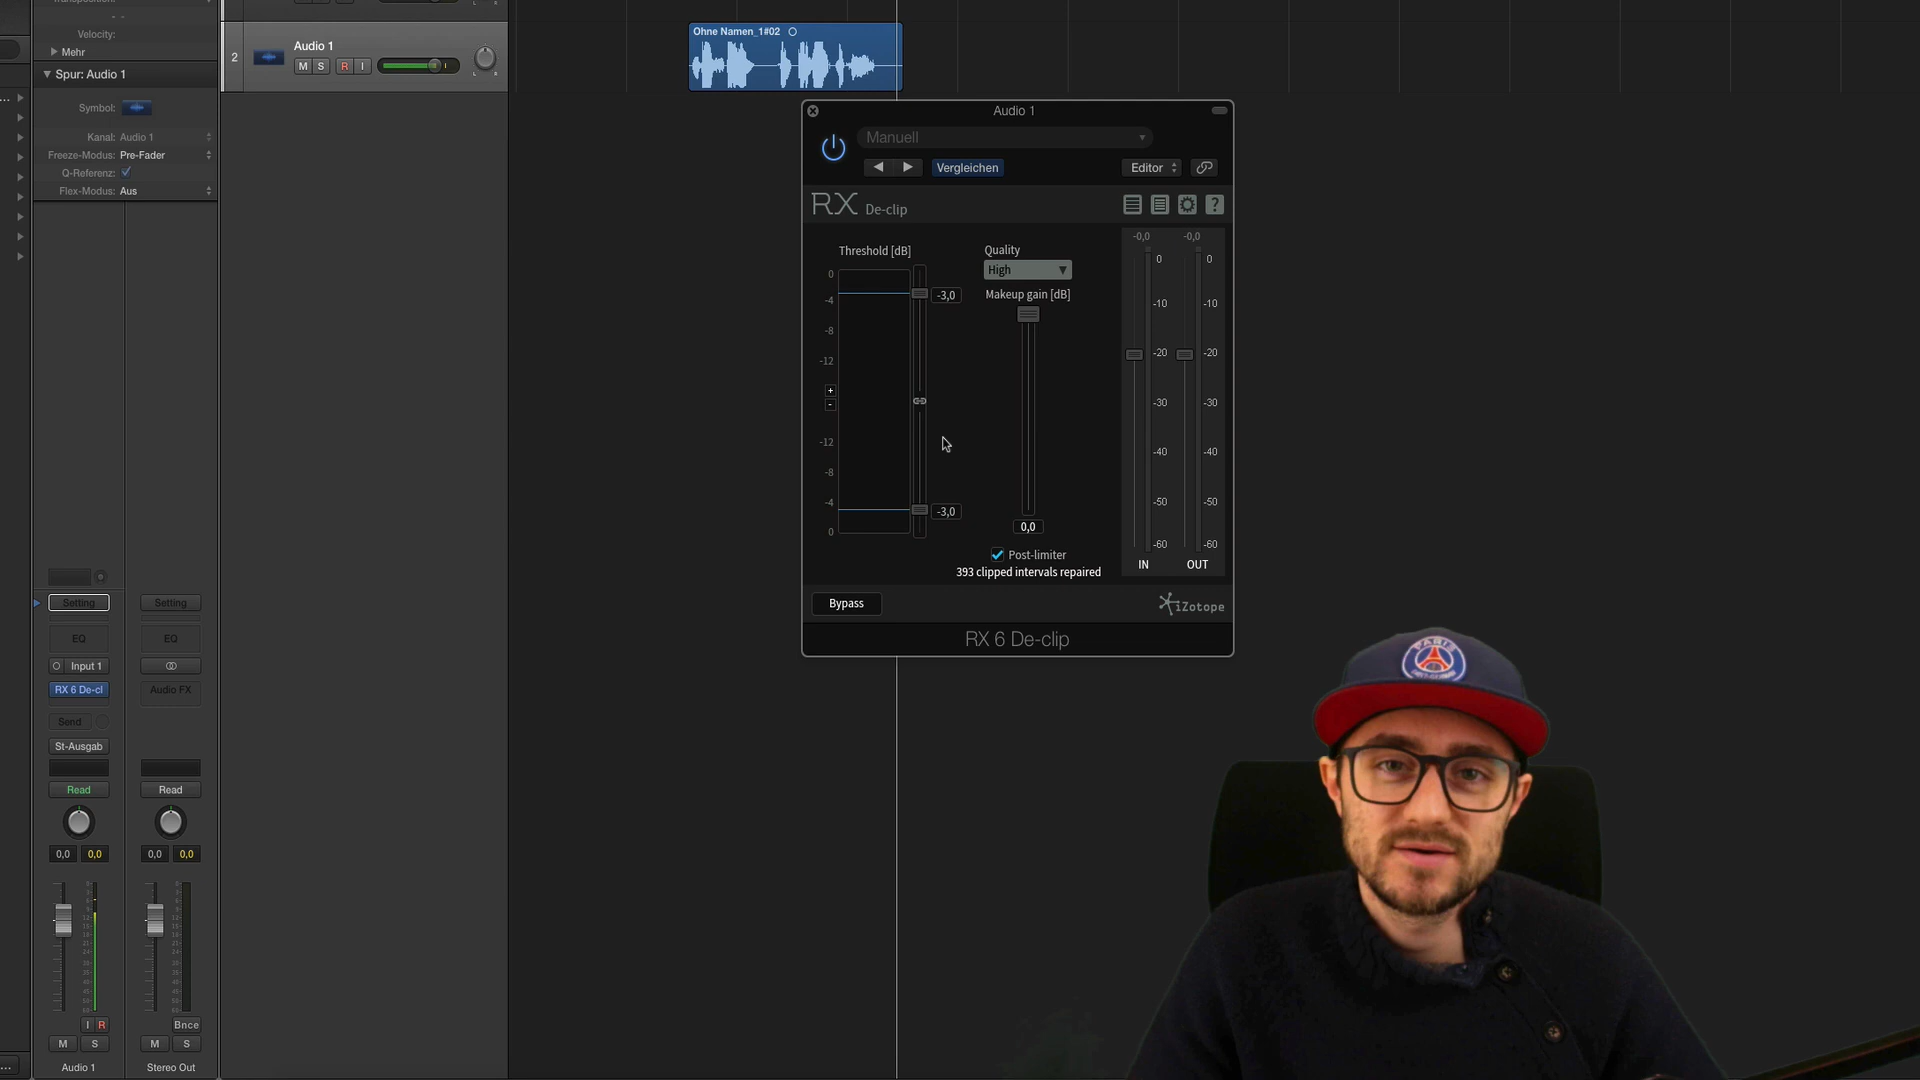 Velocity:
Mehr
Spur: Audio 1
Symbol:
Kanal: Audio 1
Freeze-Modus: Pre-Fader
Q-Referenz:
Flex-Modus: Aus
2
Audio 1
M S R I
L R
Ohne Namen_1#02
Audio 1
Manuell
Vergleichen
Editor
RX De-clip
?
Threshold [dB]
Quality
High
Makeup gain [dB]
0
-4
-8
-12
+
-
-12
-8
-4
0
-3,0
-3,0
0,0
Post-limiter
393 clipped intervals repaired
-0,0 -0,0
0 0
-10 -10
-20 -20
-30 -30
-40 -40
-50 -50
-60 -60
IN OUT
Bypass
iZotope
RX 6 De-clip
Setting Setting
EQ EQ
Input 1
RX 6 De-cl Audio FX
Send
St-Ausgab
Read Read
0,0 0,0 0,0 0,0
I R Bnce
M S M S
Audio 1 Stereo Out
PARIS